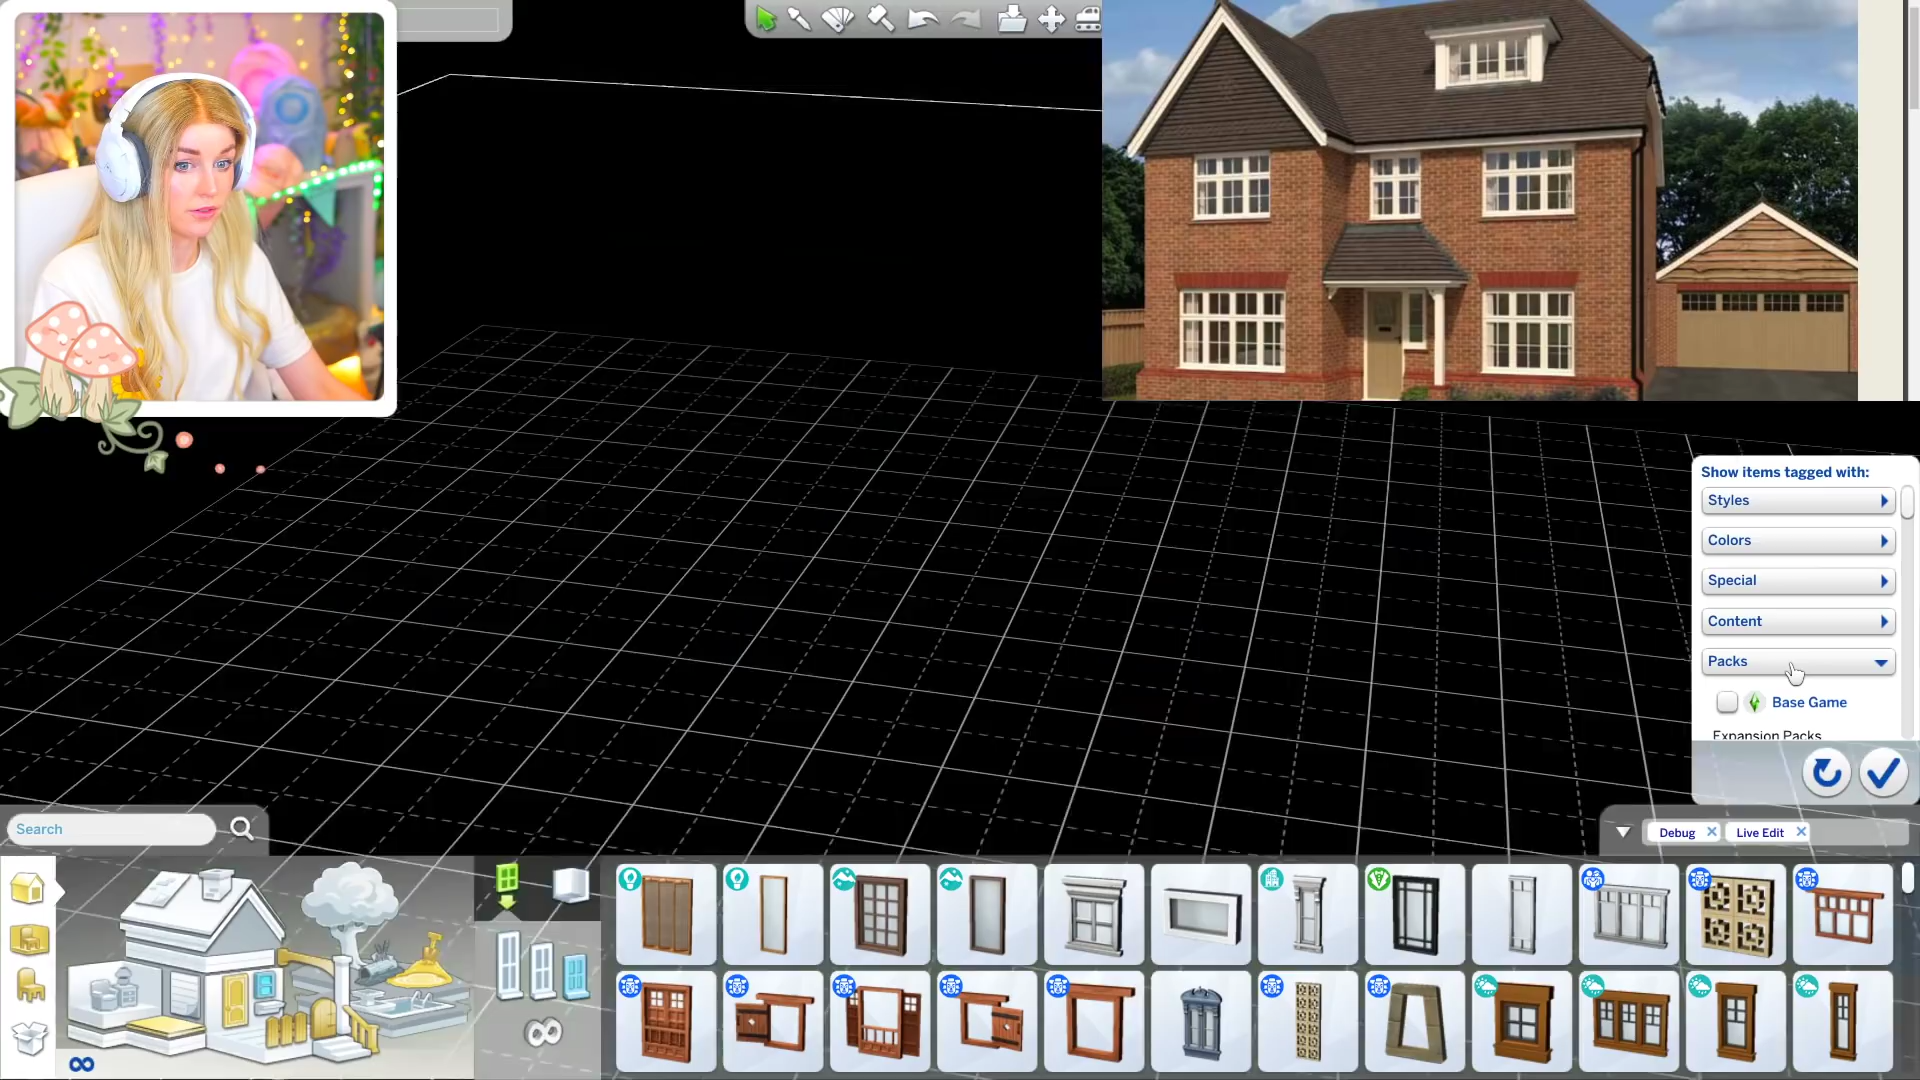 Show items tagged with:
Styles
Colors
Special
Content
Packs
Base Game
Expansion Packs
Search
Debug
Live Edit